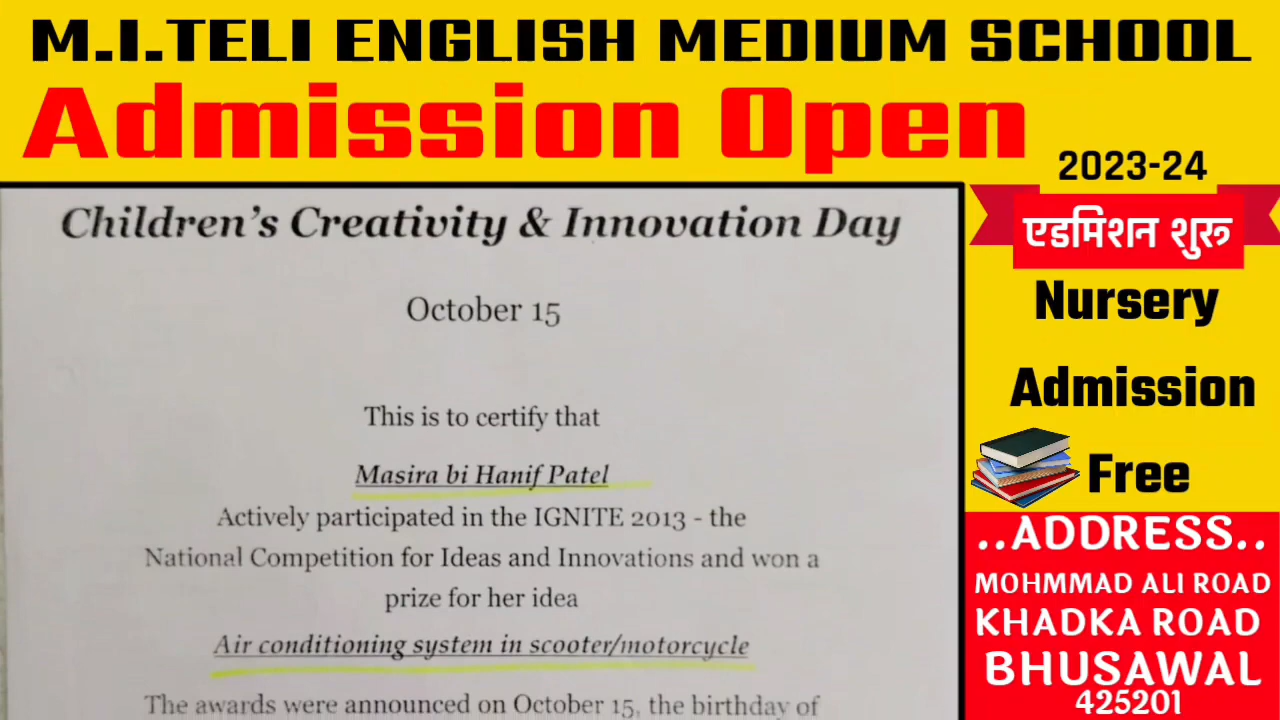 M.I.TELI ENGLISH MEDIUM SCHOOL
Admission Open
2023-24
एडमिशन शुरू
Nursery
Admission
Free
..ADDRESS..
MOHMMAD ALI ROAD
KHADKA ROAD
BHUSAWAL
425201
Children's Creativity & Innovation Day
October 15
This is to certify that
Masira bi Hanif Patel
Actively participated in the IGNITE 2013 - the
National Competition for Ideas and Innovations and won a
prize for her idea
Air conditioning system in scooter/motorcycle
The awards were announced on October 15, the birthday of